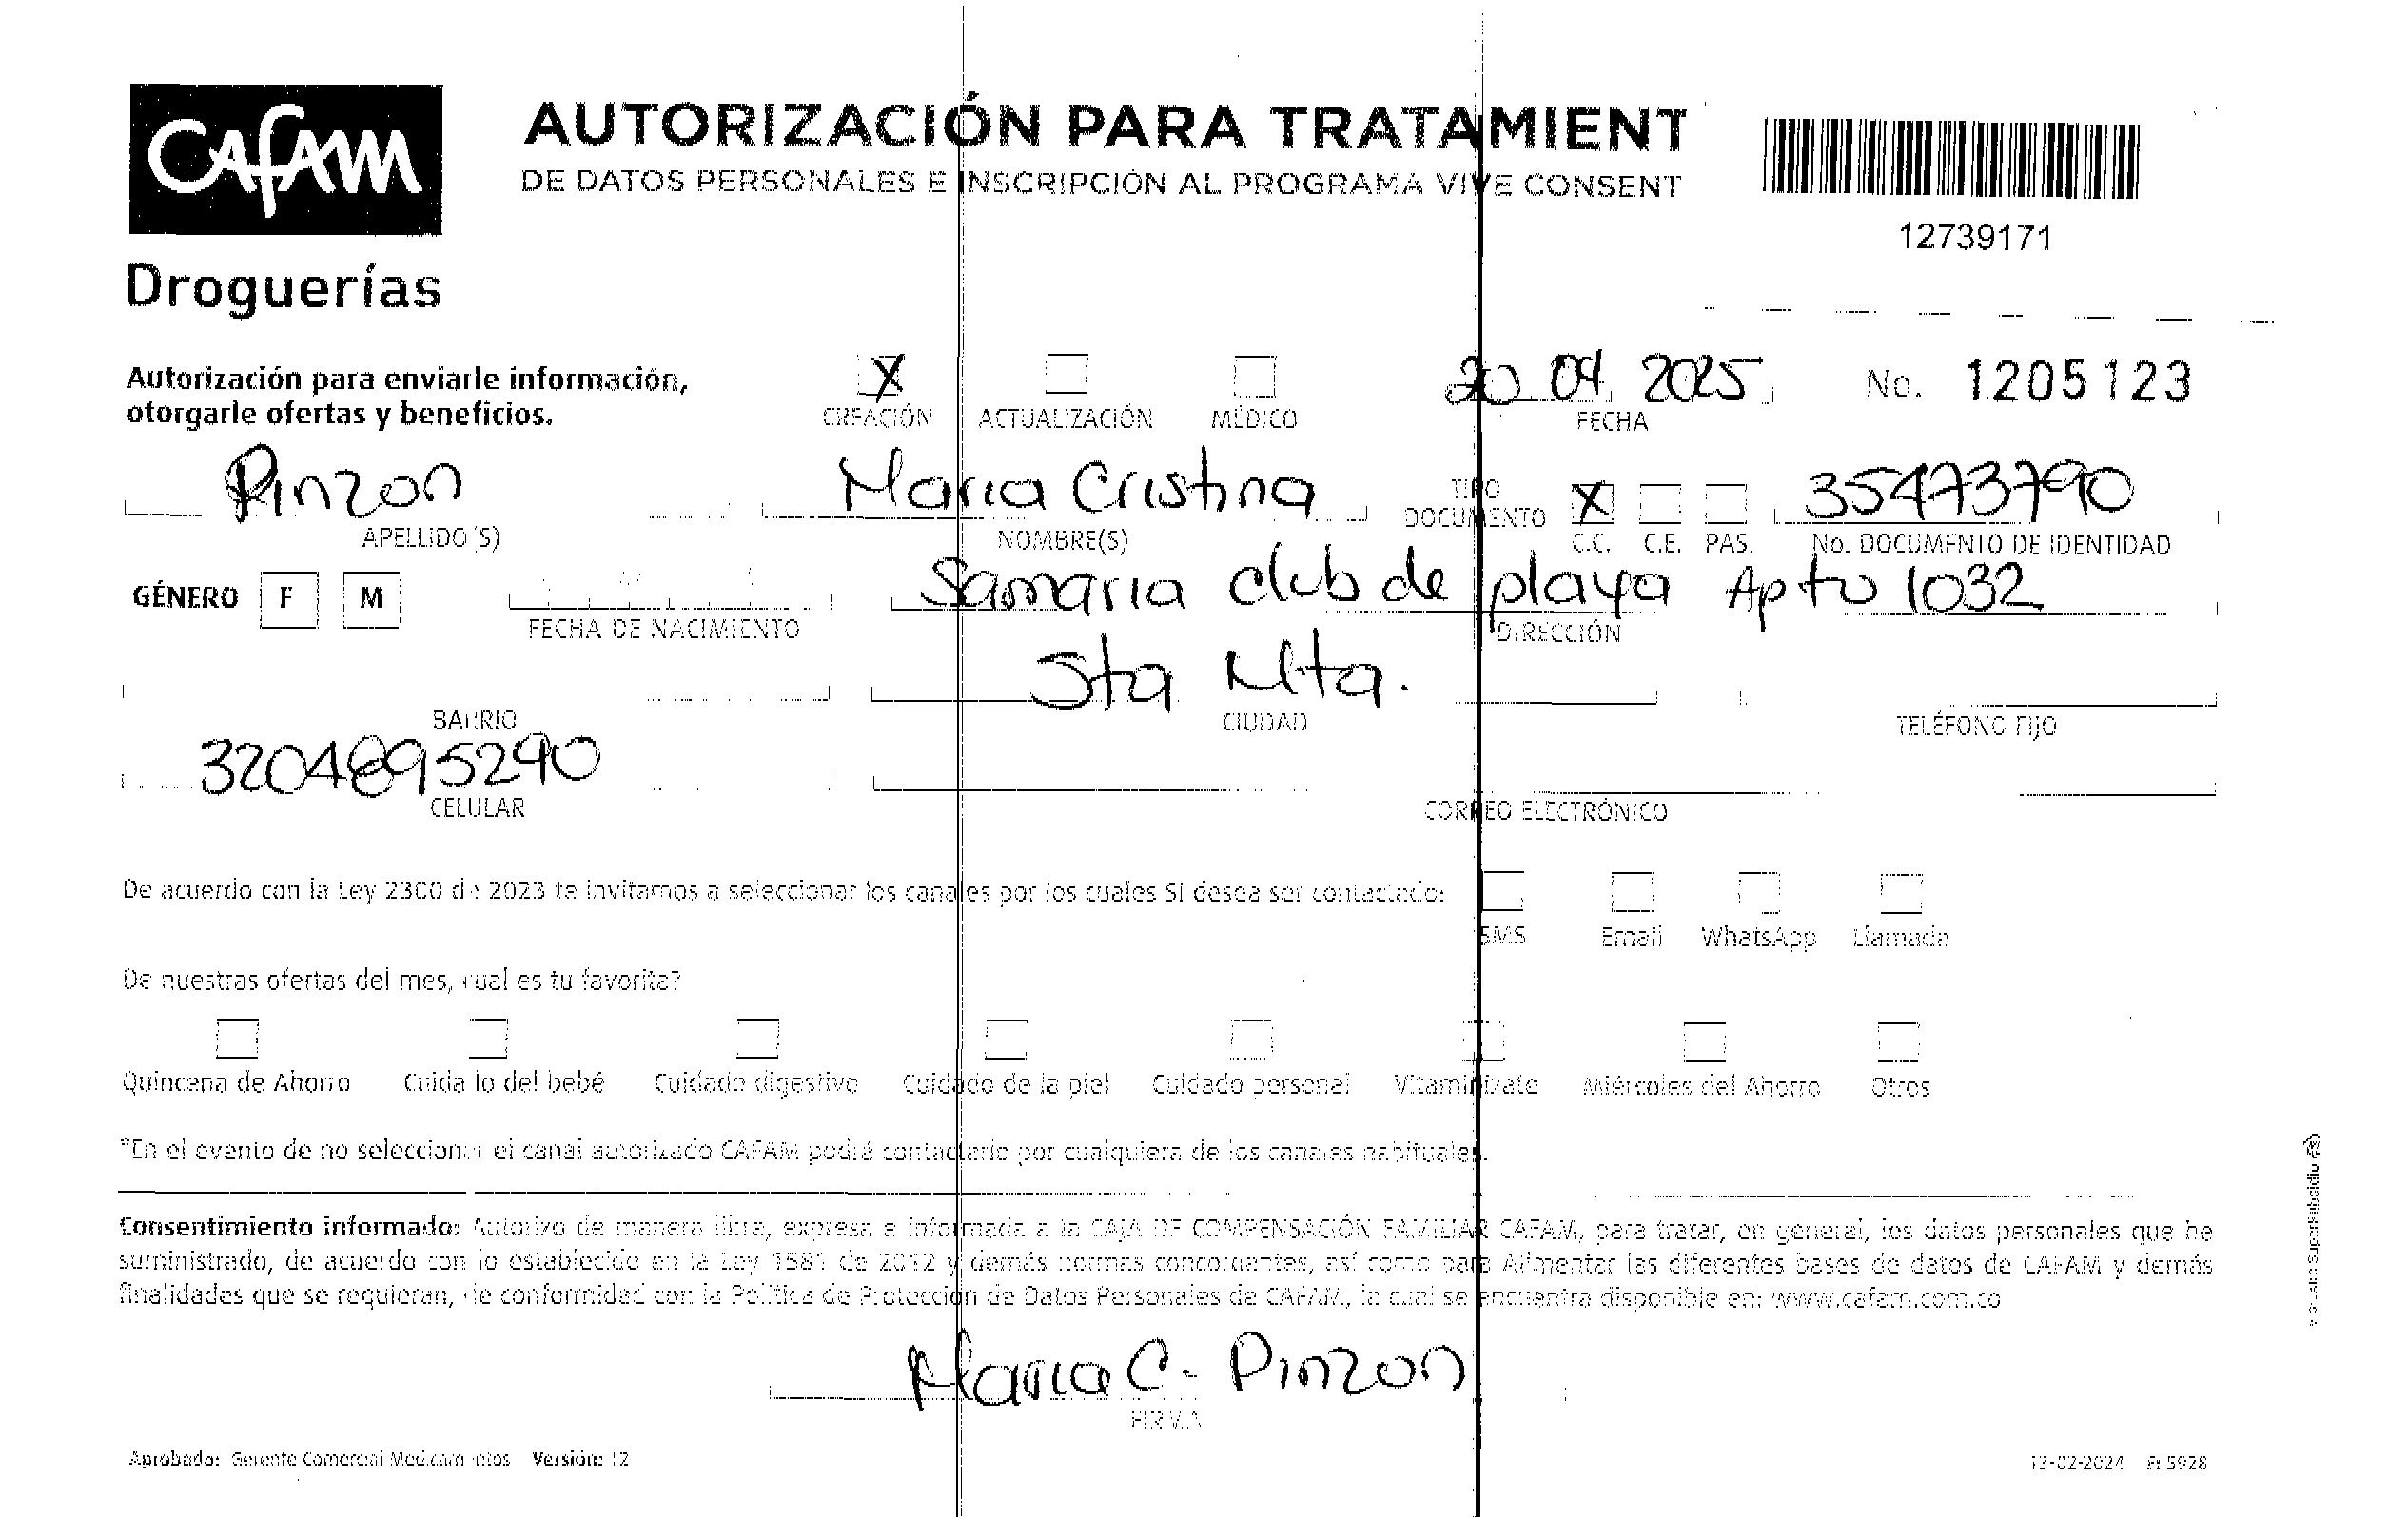 CAFAM
Droguerías
AUTORIZACIÓN PARA TRATAMIENT
DE DATOS PERSONALES E INSCRIPCIÓN AL PROGRAMA VIVE CONSENT
12739171
Autorización para enviarle información,
otorgarle ofertas y beneficios.
X
CREACIÓN ACTUALIZACIÓN MÉDICO
20 04 2025
FECHA
No. 1205123
Pinzon
APELLIDO(S)
Maria Cristina
NOMBRE(S)
TIPO
DOCUMENTO
X
C.C. C.E. PAS.
35473790
No. DOCUMENTO DE IDENTIDAD
GÉNERO F M
FECHA DE NACIMIENTO
Samaria club de playa Apto 1032
DIRECCIÓN
BARRIO
Sta Mta.
CIUDAD
TELÉFONO FIJO
3204895290
CELULAR
CORREO ELECTRÓNICO
De acuerdo con la Ley 2300 de 2023 te invitamos a seleccionar los canales por los cuales SI desea ser contactado:
SMS Email WhatsApp Llamada
De nuestras ofertas del mes, cual es tu favorita?
Quincena de Ahorro Cuidado del bebé Cuidado digestivo Cuidado de la piel Cuidado personal Vitaminízate Miércoles del Ahorro Otros
*En el evento de no seleccionar el canal autorizado CAFAM podrá contactarlo por cualquiera de los canales habituales.
Consentimiento informado: Autorizo de manera libre, expresa e informada a la CAJA DE COMPENSACIÓN FAMILIAR CAFAM, para tratar, en general, los datos personales que he
suministrado, de acuerdo con lo establecido en la Ley 1581 de 2012 y demás normas concordantes, así como para Alimentar las diferentes bases de datos de CAFAM y demás
finalidades que se requieran, de conformidad con la Política de Protección de Datos Personales de CAFAM, la cual se encuentra disponible en: www.cafam.com.co
Maria C. Pinzon
FIRMA
Aprobado: Gerente Comercial Medicamentos Versión: 12
13-02-2024 F: 5928